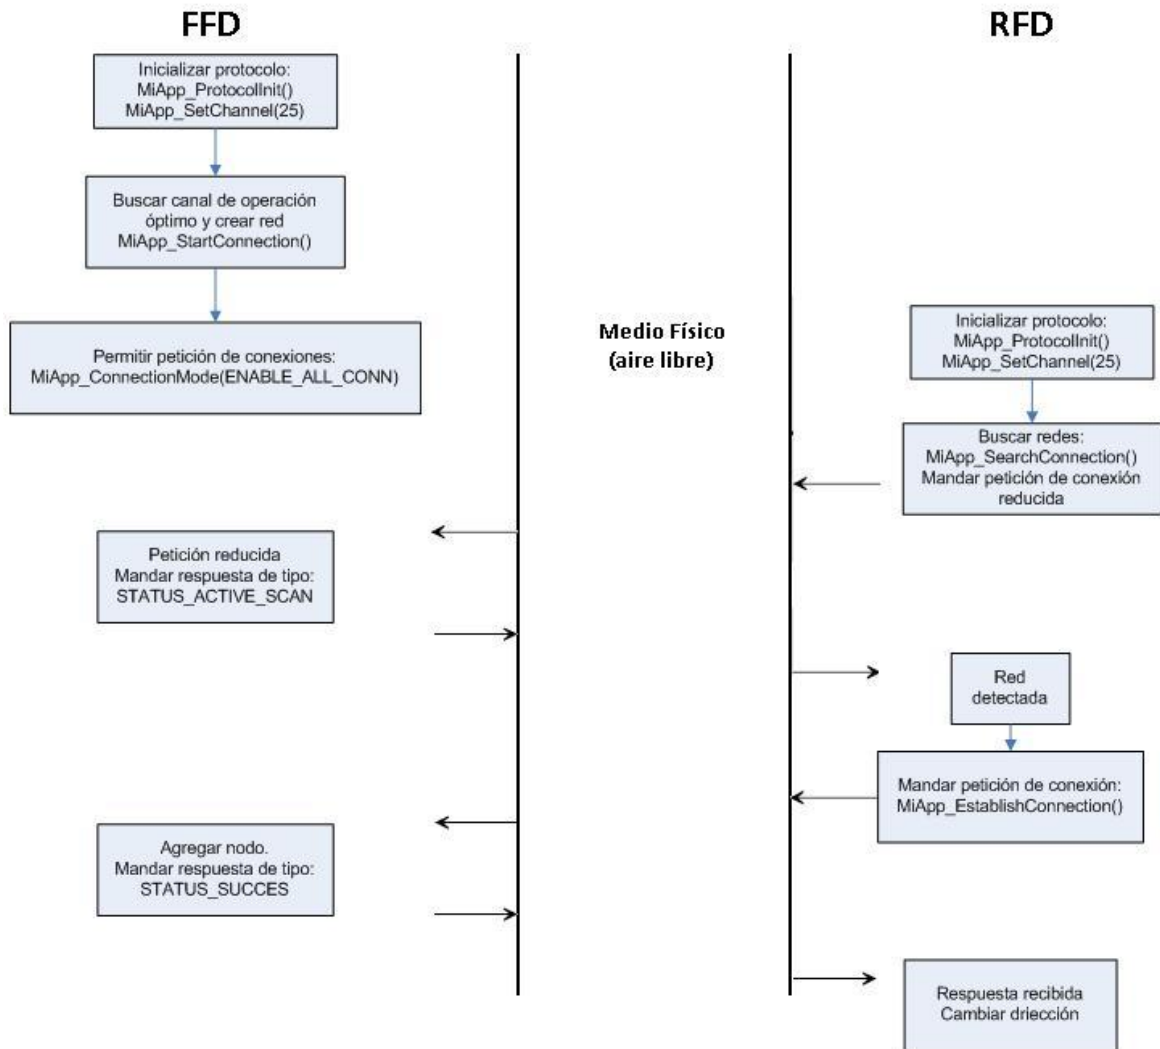 FFD
RFD
Inicializar protocolo:
MiApp_ProtocolInit()
MiApp_SetChannel(25)
Buscar canal de operación
óptimo y crear red
MiApp_StartConnection()
Permitir petición de conexiones:
MiApp_ConnectionMode(ENABLE_ALL_CONN)
Medio Físico
(aire libre)
Inicializar protocolo:
MiApp_ProtocolInit()
MiApp_SetChannel(25)
Buscar redes:
MiApp_SearchConnection()
Mandar petición de conexión
reducida
Petición reducida
Mandar respuesta de tipo:
STATUS_ACTIVE_SCAN
Red
detectada
Mandar petición de conexión:
MiApp_EstablishConnection()
Agregar nodo.
Mandar respuesta de tipo:
STATUS_SUCCES
Respuesta recibida
Cambiar driección